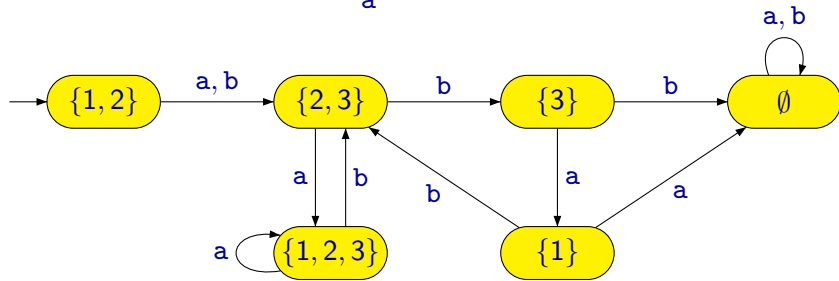 a
a, b
{1, 2} a, b {2, 3} b {3} b ∅
a b b a a
a {1, 2, 3} {1}